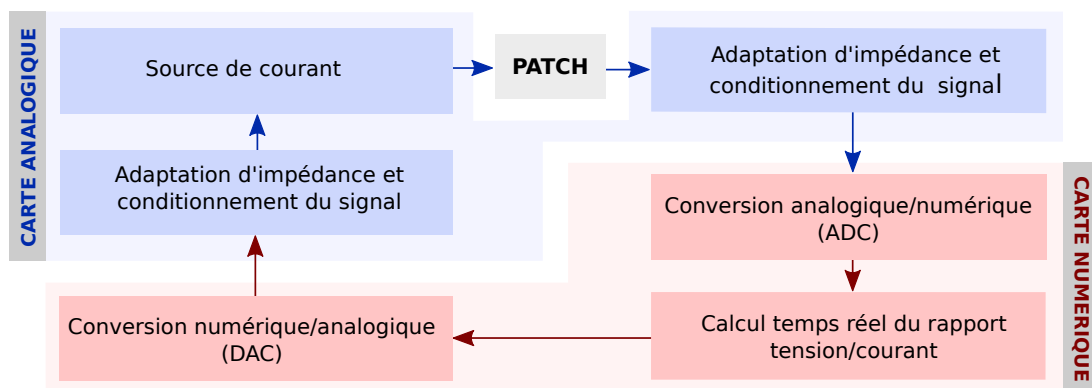 CARTE ANALOGIQUE
Source de courant
PATCH
Adaptation d'impédance et
conditionnement du signal
Adaptation d'impédance et
conditionnement du signal
CARTE NUMERIQUE
Conversion analogique/numérique
(ADC)
Conversion numérique/analogique
(DAC)
Calcul temps réel du rapport
tension/courant